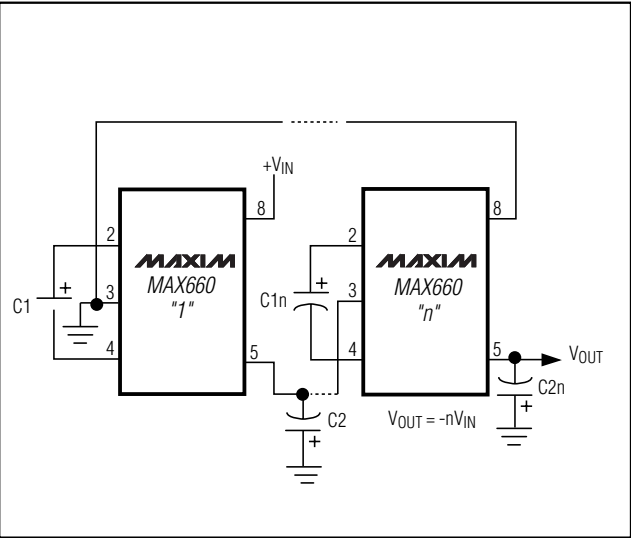 +VIN
8
8
2
MAXIM
MAX660
"1"
C1
+
3
4
5
2
MAXIM
MAX660
"n"
C1n
+
3
4
5
VOUT
C2
+
VOUT = -nVIN
C2n
+